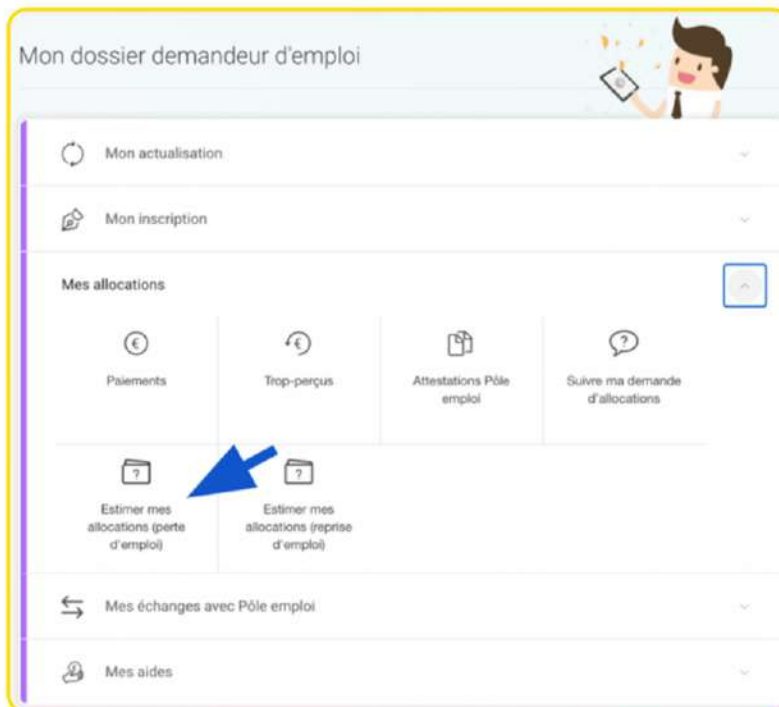 Mon dossier demandeur d'emploi
Mon actualisation
Mon inscription
Mes allocations
Paiements
Trop-perçus
Attestations Pôle
emploi
Suivre ma demande
d'allocations
Estimer mes
allocations (perte
d'emploi)
Estimer mes
allocations (reprise
d'emploi)
Mes échanges avec Pôle emploi
Mes aides